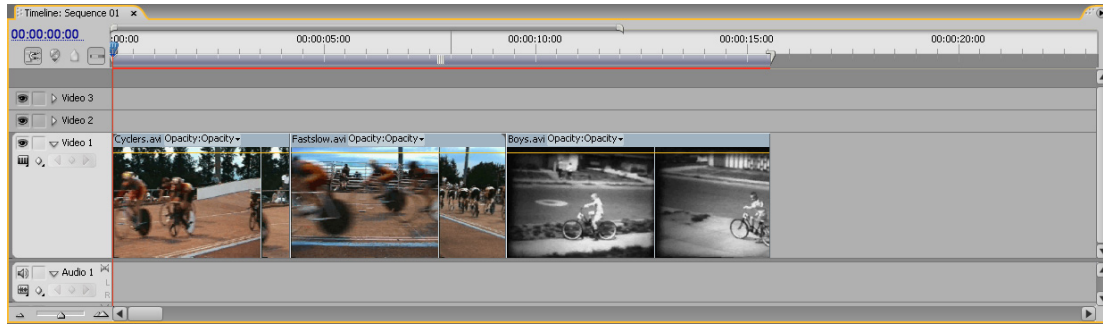 Timeline: Sequence 01 x
00:00:00:00
:00:00 00:00:05:00 00:00:10:00 00:00:15:00 00:00:20:00
Video 3
Video 2
Video 1
Cyclers.avi Opacity:Opacity Fastslow.avi Opacity:Opacity Boys.avi Opacity:Opacity
Audio 1
L
R